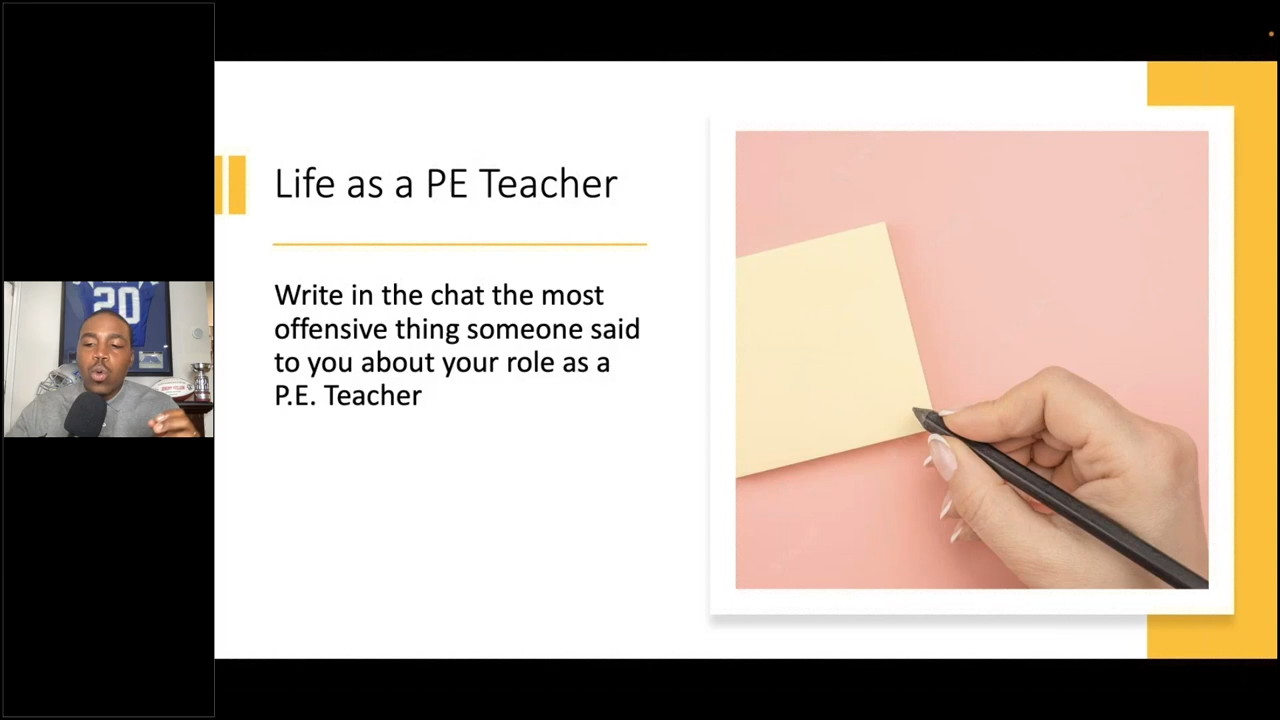 Life as a PE Teacher
Write in the chat the most
offensive thing someone said
to you about your role as a
P.E. Teacher
20